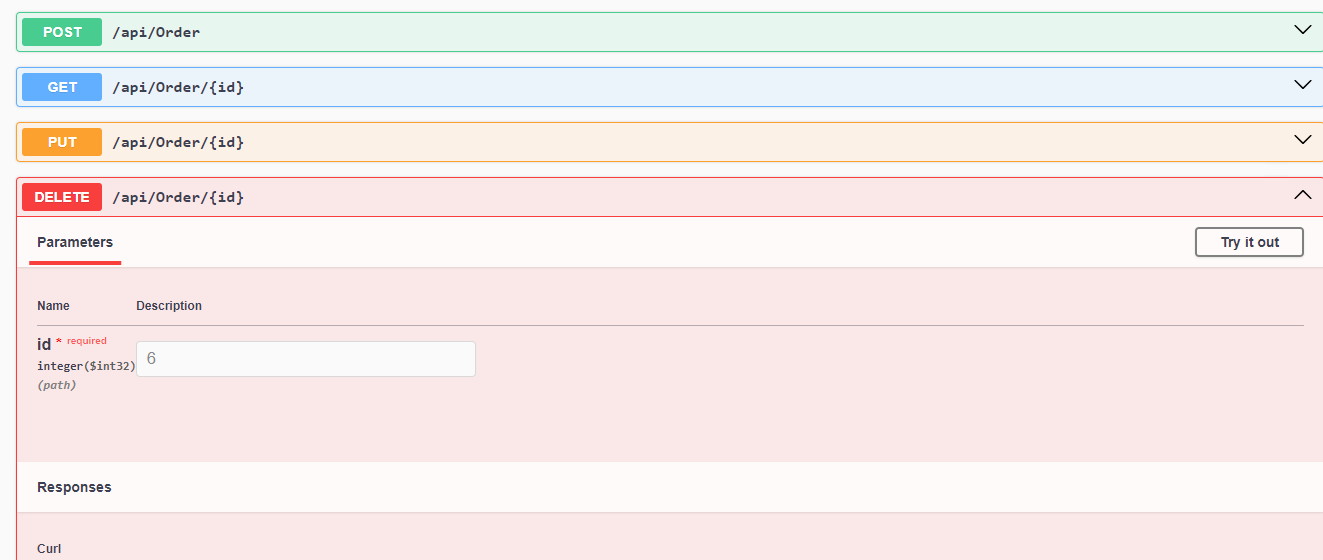 POST /api/Order
GET /api/Order/{id}
PUT /api/Order/{id}
DELETE /api/Order/{id}
Parameters
Try it out
Name Description
id * required
integer($int32)
(path)
6
Responses
Curl